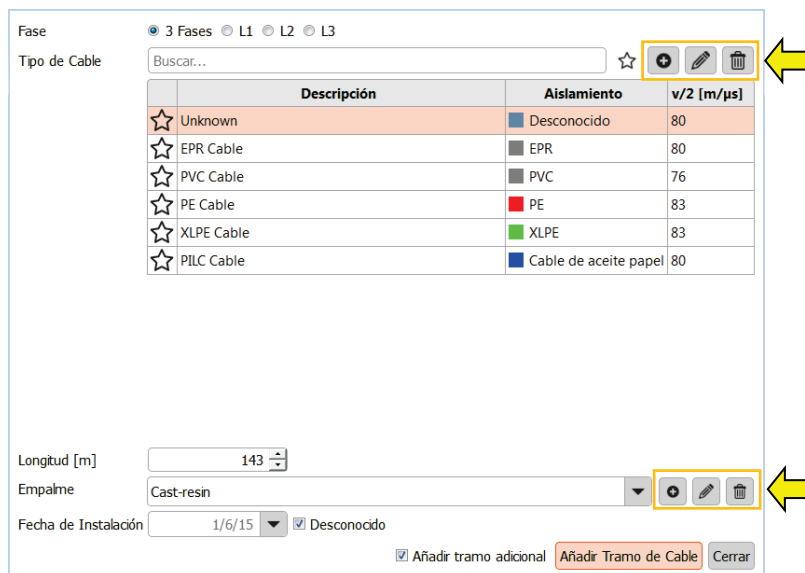 Fase 3 Fases L1 L2 L3
Tipo de Cable Buscar...
Descripción Aislamiento v/2 [m/µs]
Unknown Desconocido 80
EPR Cable EPR 80
PVC Cable PVC 76
PE Cable PE 83
XLPE Cable XLPE 83
PILC Cable Cable de aceite papel 80
Longitud [m] 143
Empalme Cast-resin
Fecha de Instalación 1/6/15 Desconocido
Añadir tramo adicional Añadir Tramo de Cable Cerrar